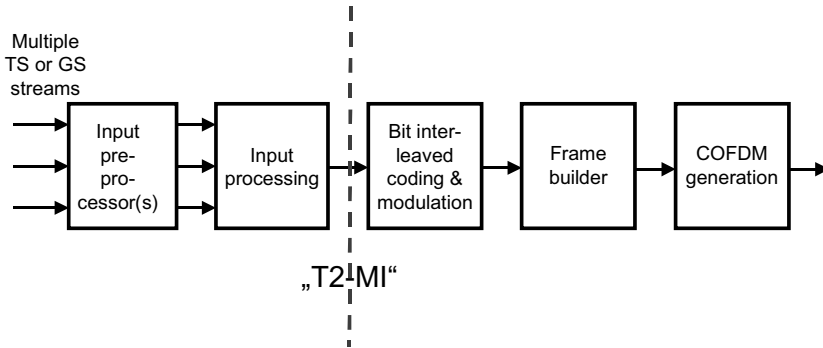 Multiple
TS or GS
streams
Input
pre-
pro-
cessor(s)
Input
processing
Bit inter-
leaved
coding &
modulation
Frame
builder
COFDM
generation
„T2-MI“